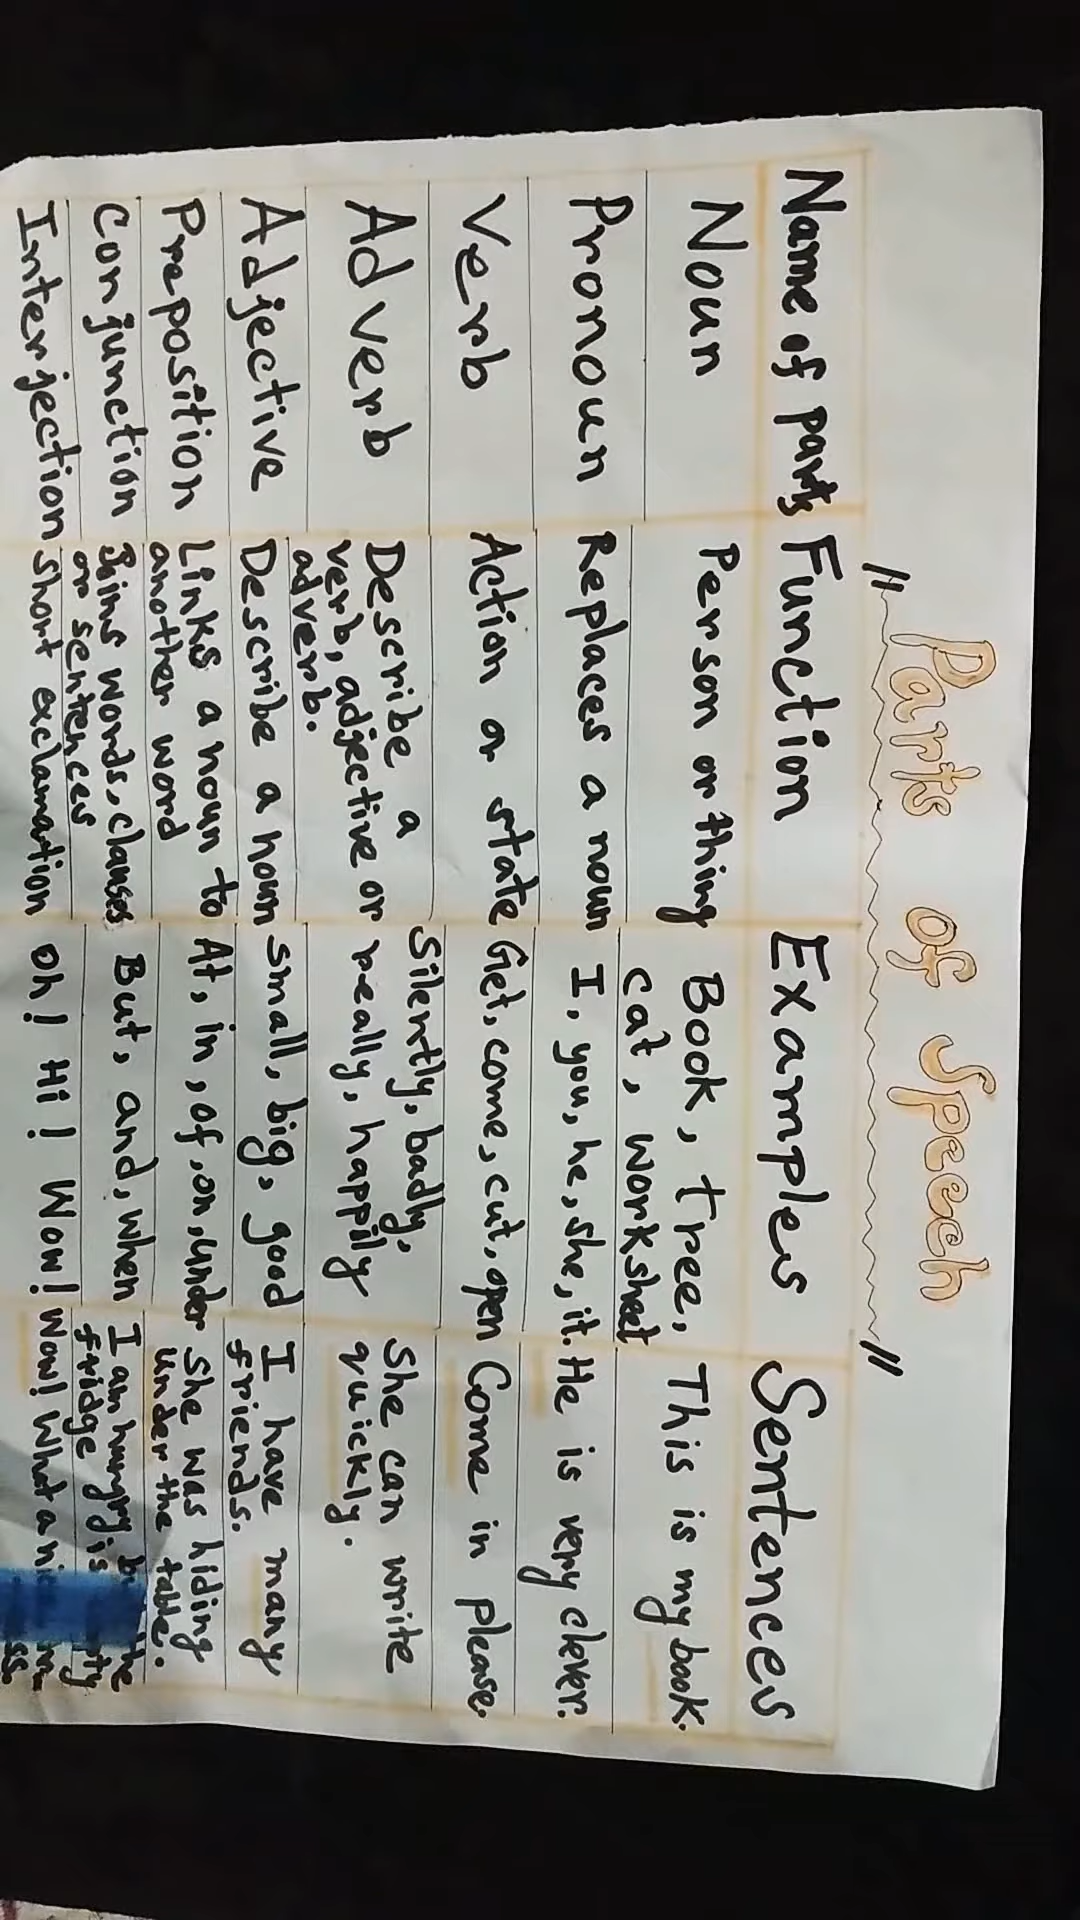 "Parts of Speech"
Name of parts Function Examples Sentences
Noun Person or thing Book, tree, This is my book.
cat, worksheet
Pronoun Replaces a noun I, you, he, she, it. He is very clever.
Verb Action or state Get, come, cut, open Come in please.
Adverb Describe a Silently, badly, She can write
verb, adjective or really, happily quickly.
adverb.
Adjective Describe a noun small, big, good I have many
friends.
Preposition Links a noun to At, in, of, on, under She was hiding
another word under the table.
Conjunction Joins words, clauses But, and, when I am hungry, the
or sentences fridge is
Interjection short exclamation Oh! Hi! Wow! Wow! What a